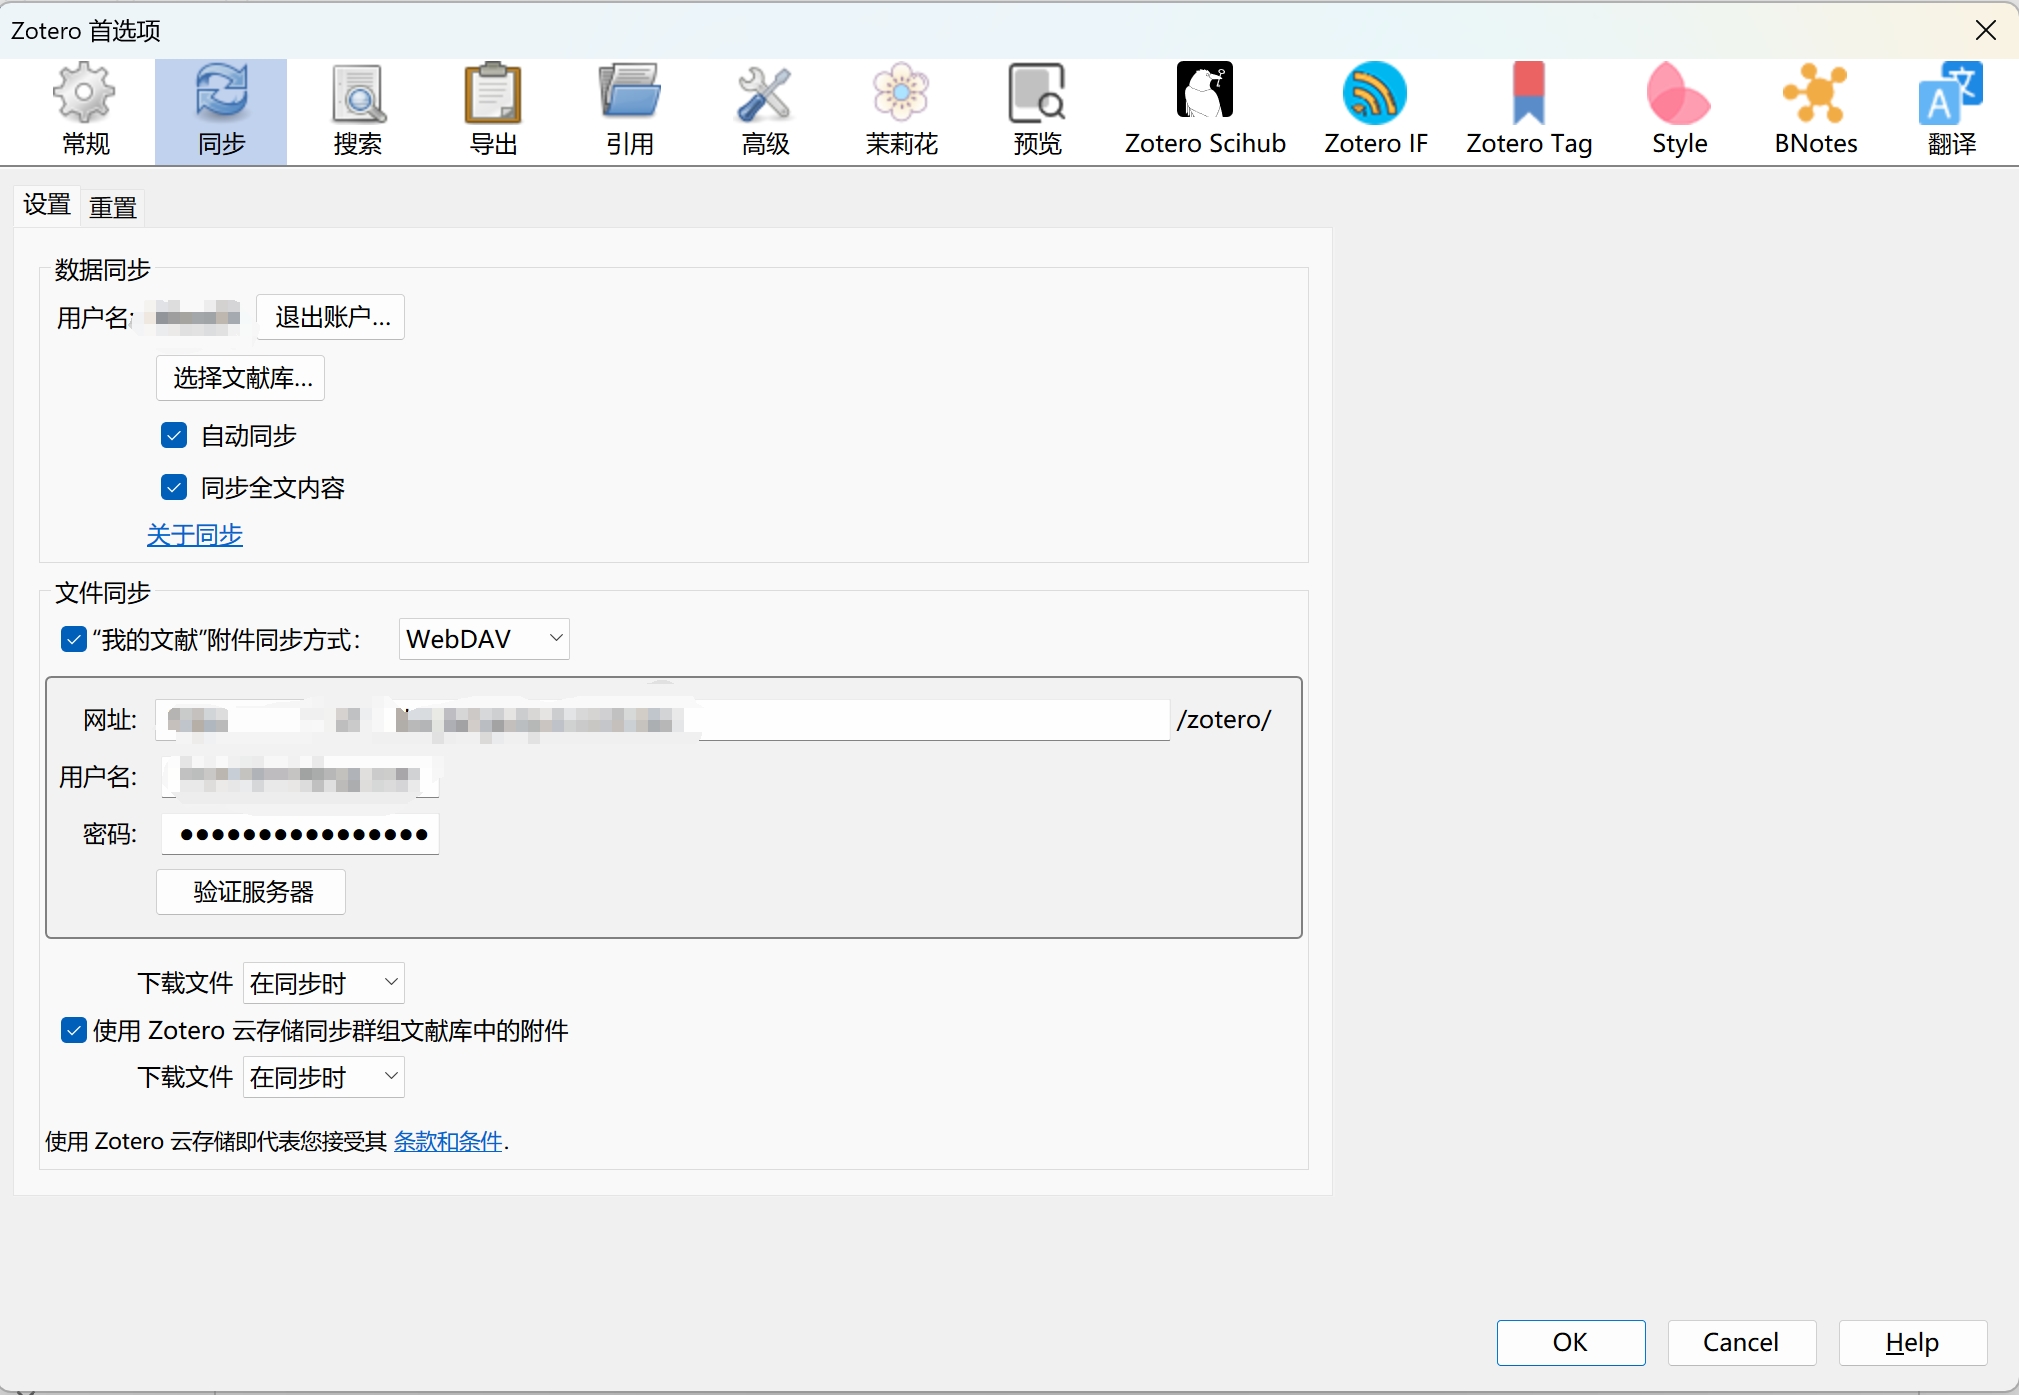 Zotero 首选项
常规
同步
搜索
导出
引用
高级
茉莉花
预览
Zotero Scihub
Zotero IF
Zotero Tag
Style
BNotes
翻译
设置
重置
数据同步
用户名:
退出账户...
选择文献库...
自动同步
同步全文内容
关于同步
文件同步
“我的文献”附件同步方式：
WebDAV
网址:
/zotero/
用户名:
密码:
●●●●●●●●●●●●●●●●
验证服务器
下载文件 在同步时
使用 Zotero 云存储同步群组文献库中的附件
下载文件 在同步时
使用 Zotero 云存储即代表您接受其 条款和条件.
OK
Cancel
Help